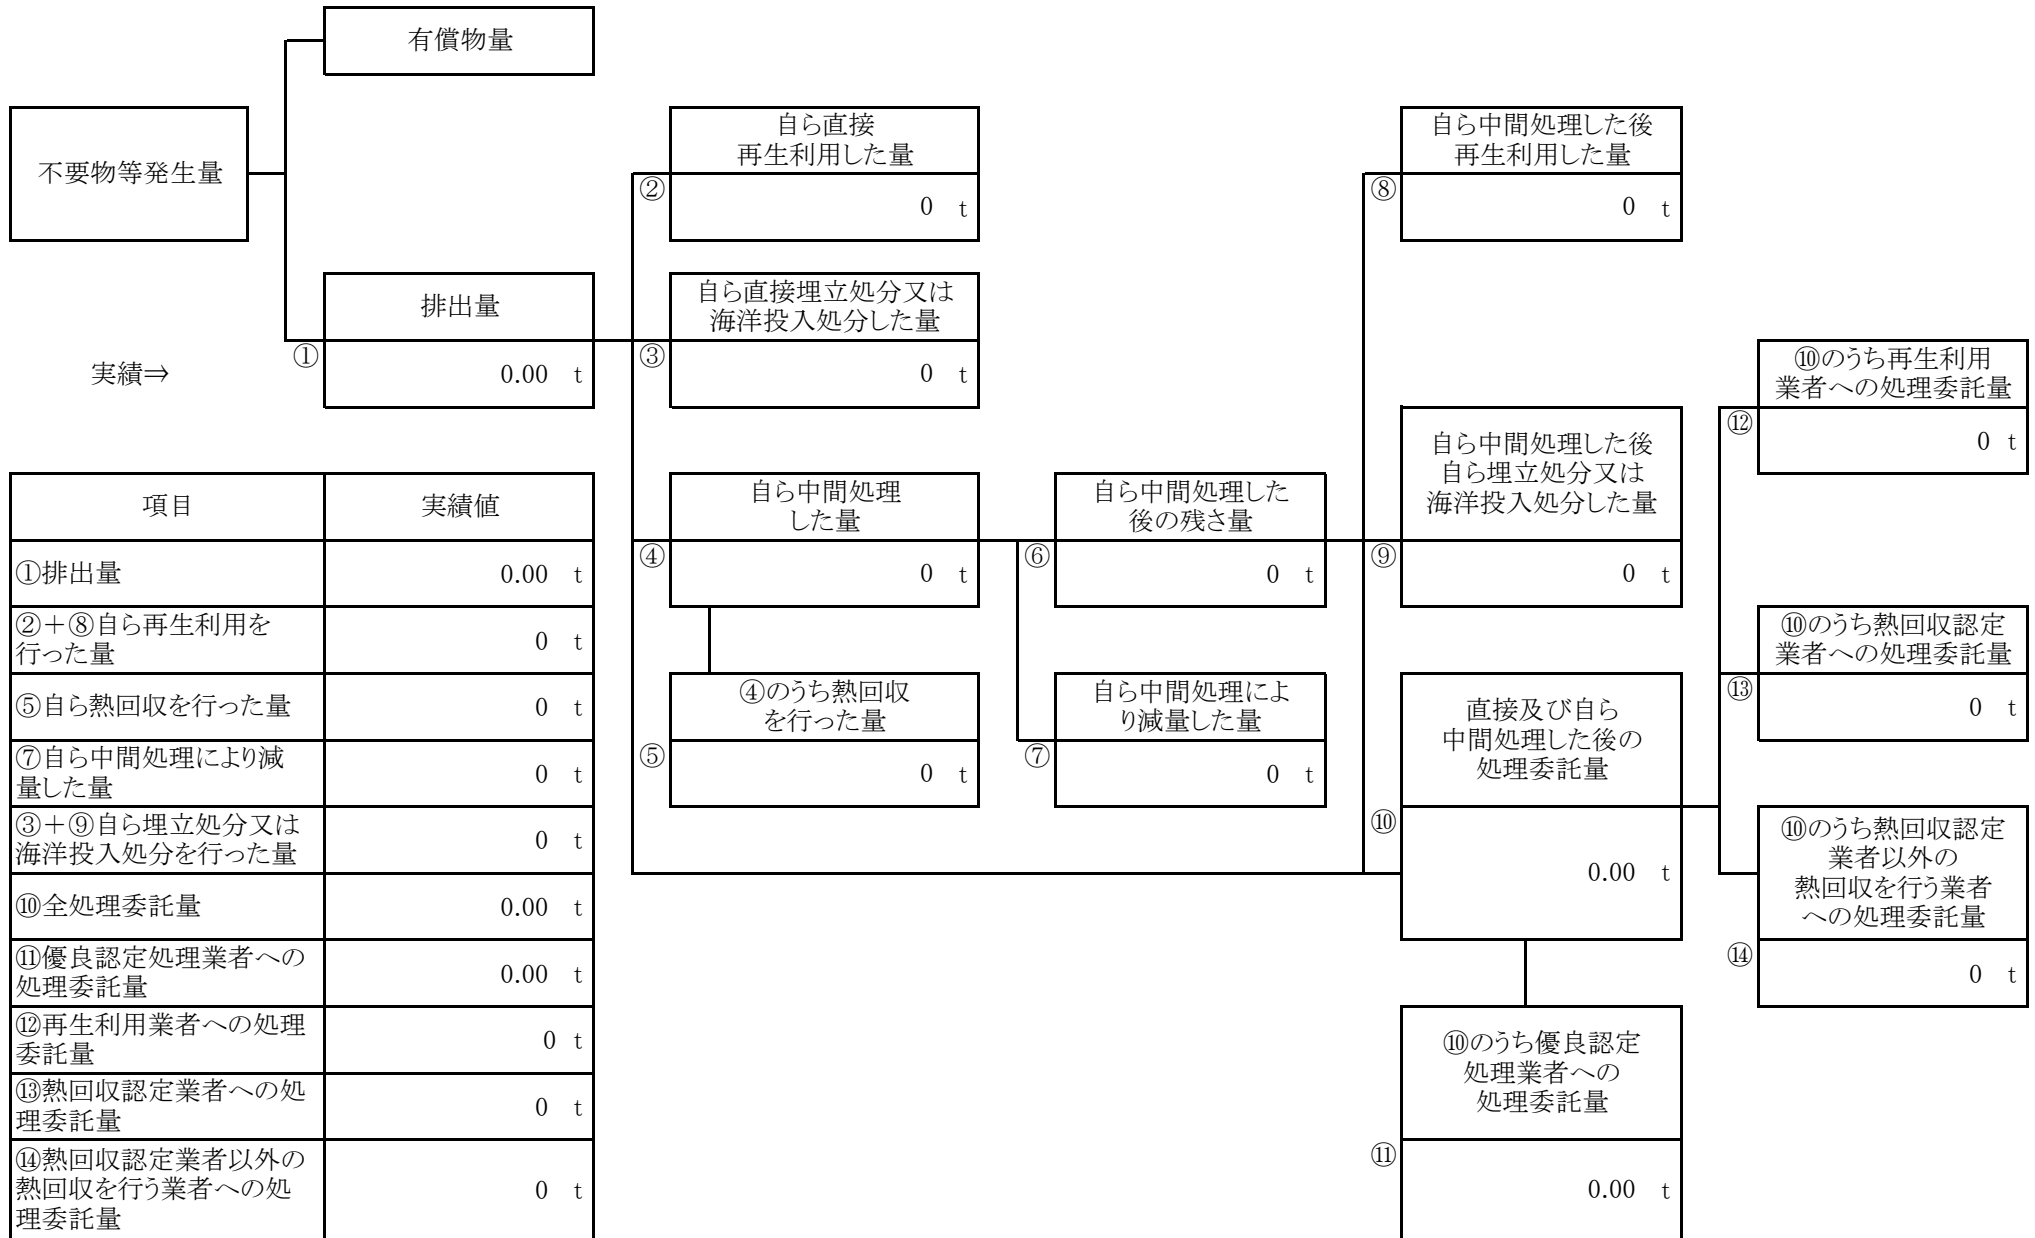 有償物量
不要物等発生量
自ら直接
再生利用した量
②
0 t
自ら中間処理した後
再生利用した量
⑧
0 t
排出量
①
0.00 t
実績⇒
自ら直接埋立処分又は
海洋投入処分した量
③
0 t
⑩のうち再生利用
業者への処理委託量
⑫
0 t
自ら中間処理
した量
④
0 t
自ら中間処理した
後の残さ量
⑥
0 t
自ら中間処理した後
自ら埋立処分又は
海洋投入処分した量
⑨
0 t
⑩のうち熱回収認定
業者への処理委託量
⑬
0 t
④のうち熱回収
を行った量
⑤
0 t
自ら中間処理によ
り減量した量
⑦
0 t
直接及び自ら
中間処理した後の
処理委託量
⑩
0.00 t
⑩のうち熱回収認定
業者以外の
熱回収を行う業者
への処理委託量
⑭
0 t
⑩のうち優良認定
処理業者への
処理委託量
⑪
0.00 t
項目 実績値
①排出量 0.00 t
②＋⑧自ら再生利用を
行った量 0 t
⑤自ら熱回収を行った量 0 t
⑦自ら中間処理により減
量した量 0 t
③＋⑨自ら埋立処分又は
海洋投入処分を行った量 0 t
⑩全処理委託量 0.00 t
⑪優良認定処理業者への
処理委託量 0.00 t
⑫再生利用業者への処理
委託量 0 t
⑬熱回収認定業者への処
理委託量 0 t
⑭熱回収認定業者以外の
熱回収を行う業者への処
理委託量 0 t